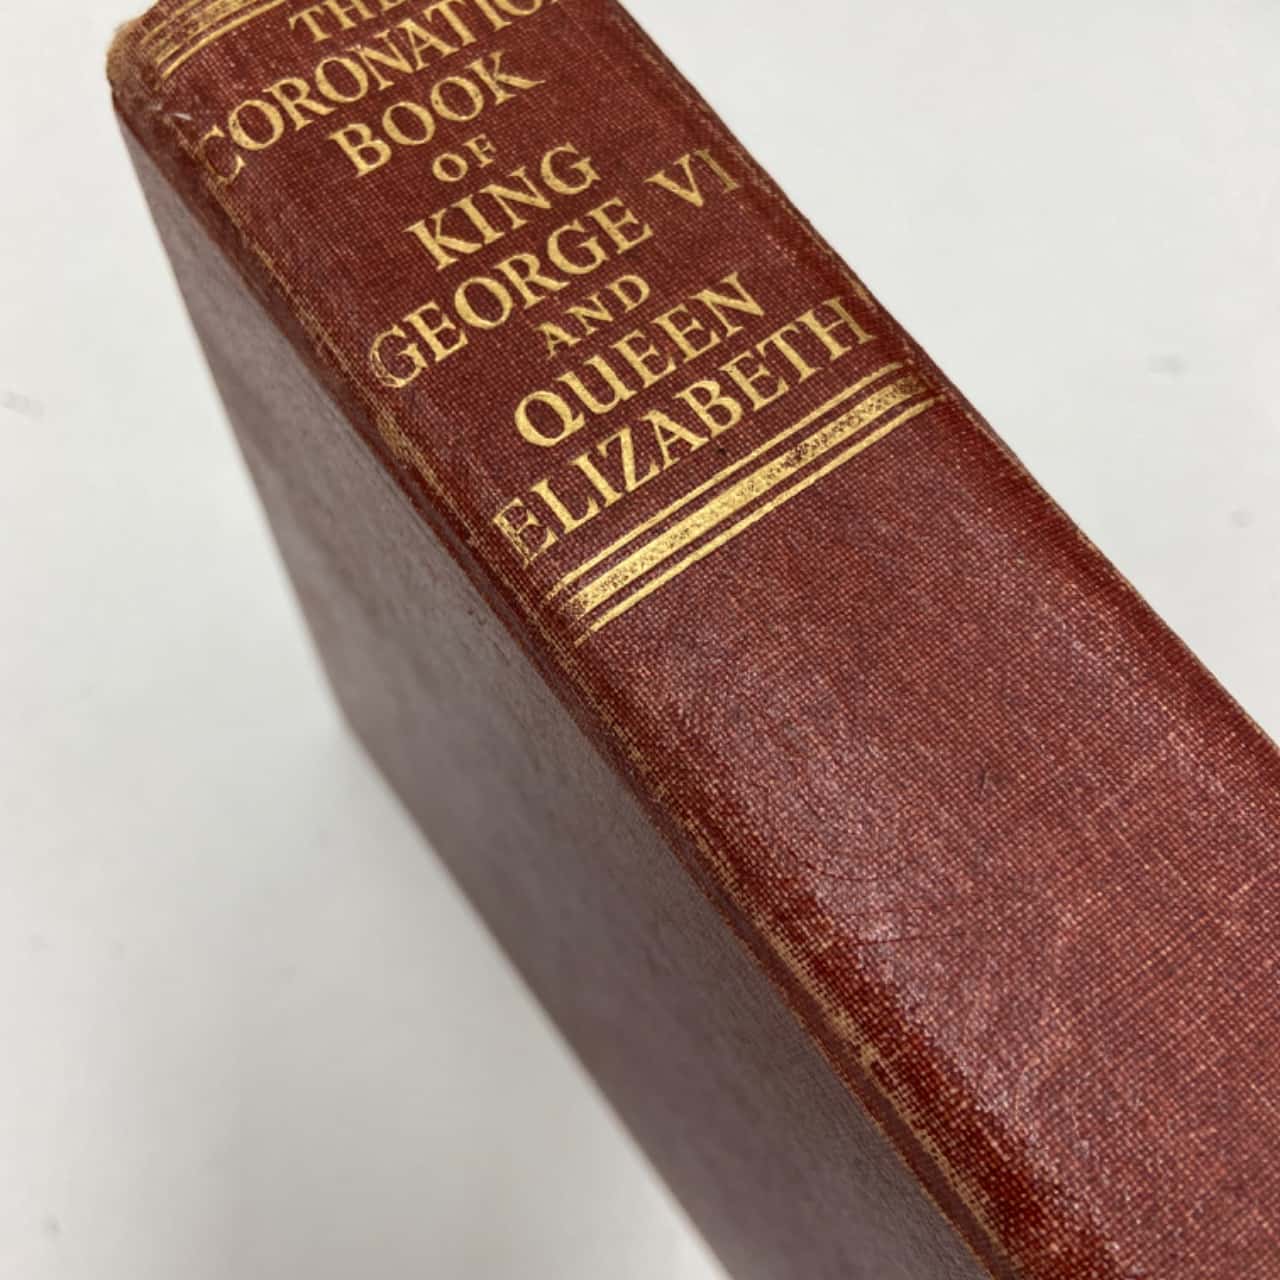 THE
CORONATION
BOOK
OF
KING
GEORGE VI
AND
QUEEN
ELIZABETH